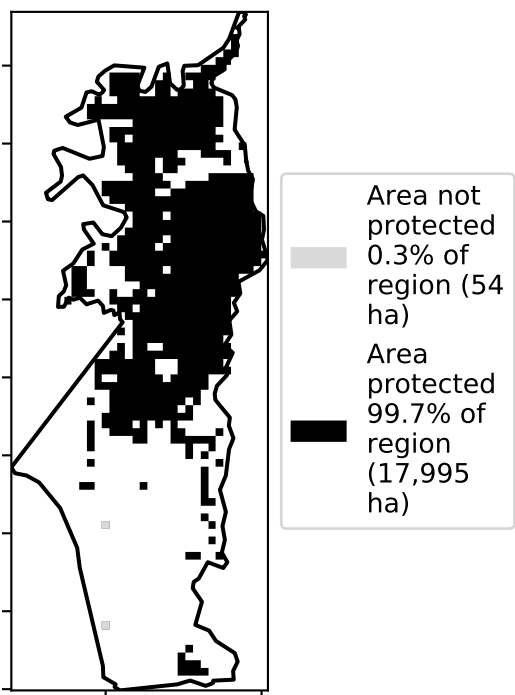 Area not
protected
0.3% of
region (54
ha)
Area
protected
99.7% of
region
(17,995
ha)